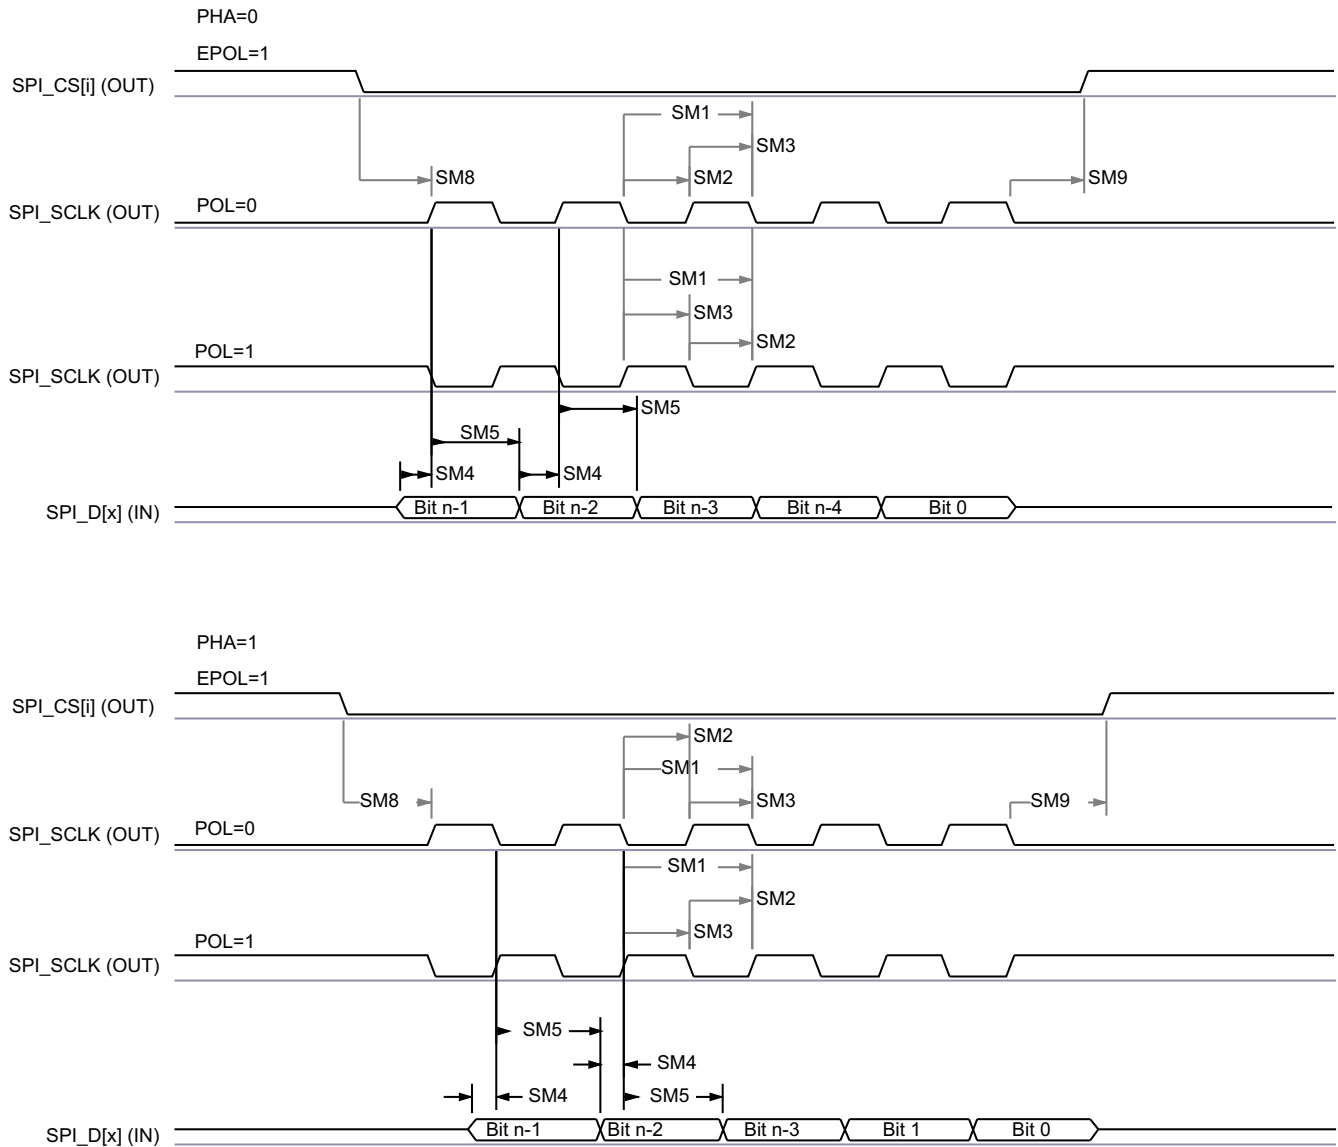 PHA=0
EPOL=1
SPI_CS[i] (OUT)
SM1
SM3
SM8
SM2
SM9
POL=0
SPI_SCLK (OUT)
SM1
SM3
SM2
POL=1
SPI_SCLK (OUT)
SM5
SM5
SM4
SM4
SPI_D[x] (IN)
Bit n-1
Bit n-2
Bit n-3
Bit n-4
Bit 0
PHA=1
EPOL=1
SPI_CS[i] (OUT)
SM2
SM1
SM8
SM3
SM9
POL=0
SPI_SCLK (OUT)
SM1
SM2
SM3
POL=1
SPI_SCLK (OUT)
SM5
SM4
SM4
SM5
SPI_D[x] (IN)
Bit n-1
Bit n-2
Bit n-3
Bit 1
Bit 0